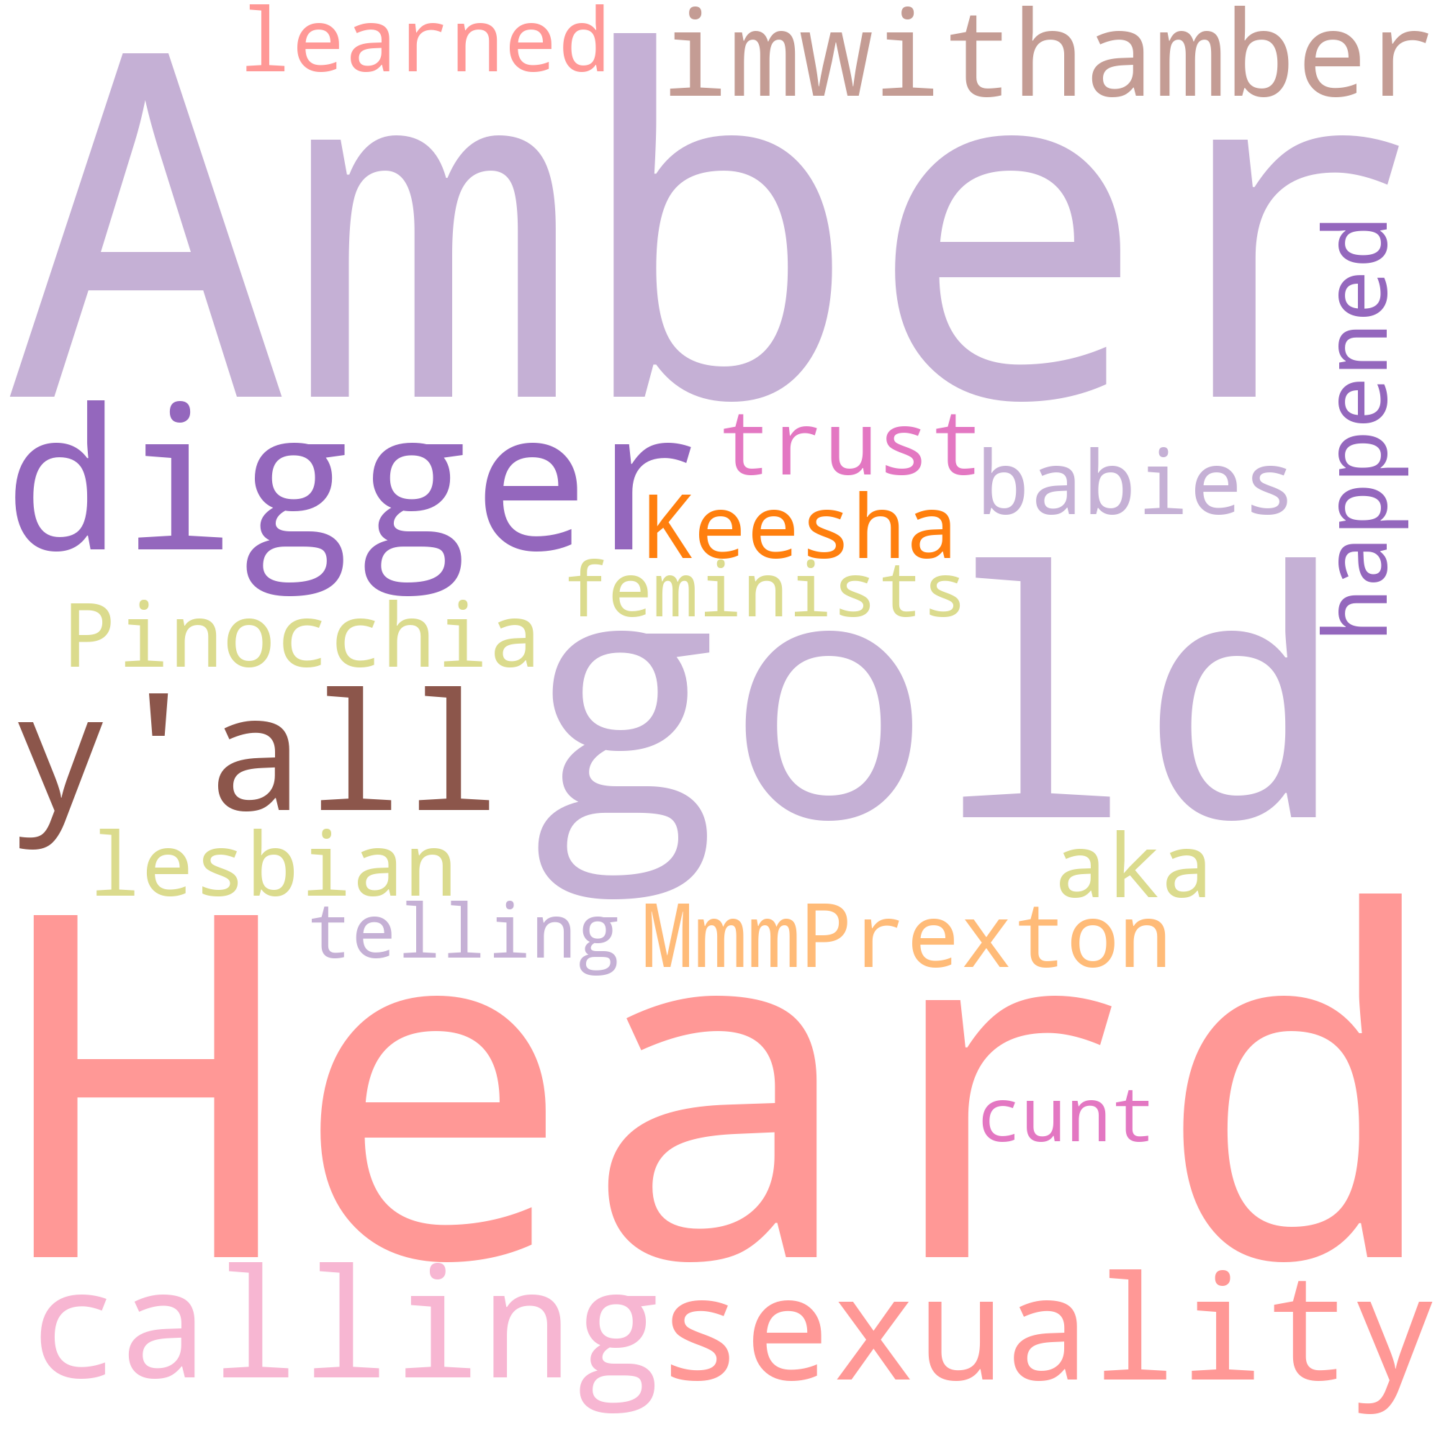 learned
imwithamber
Amber
happened
digger
trust
babies
Keesha
feminists
Pinocchia
gold
y'all
lesbian
aka
telling
MmmPrexton
Heard
cunt
calling
sexuality